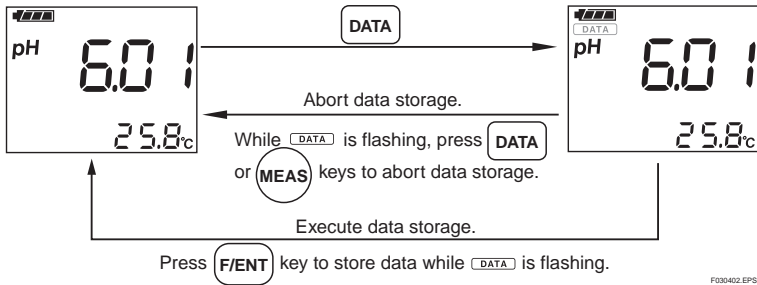 DATA
pH 6.01
25.8°C
DATA
pH 6.01
25.8°C
Abort data storage.
While DATA is flashing, press DATA
or MEAS keys to abort data storage.
Execute data storage.
Press F/ENT key to store data while DATA is flashing.
F030402.EPS